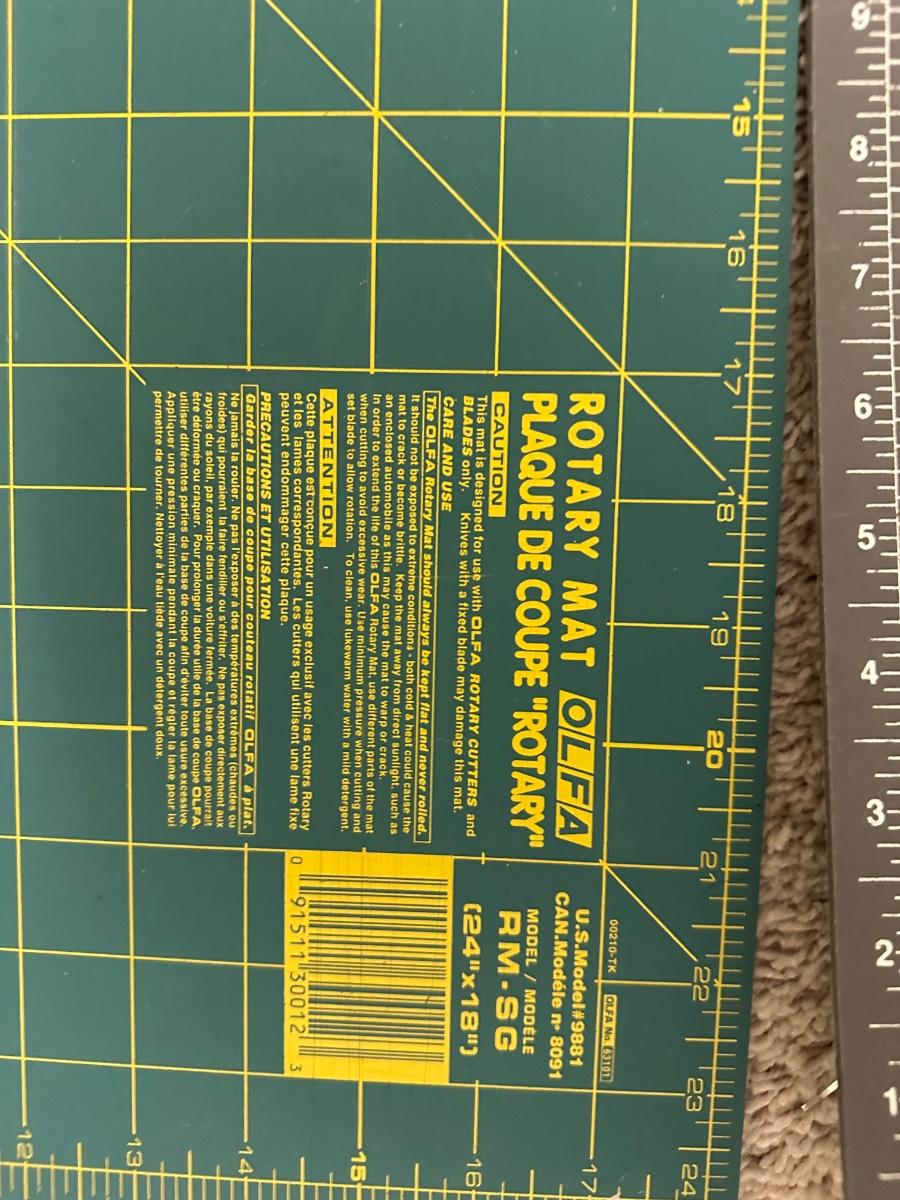 ROTARY MAT OLFA
PLAQUE DE COUPE "ROTARY"
CAUTION
This mat is designed for use with OLFA ROTARY CUTTERS and
BLADES only. Knives with a fixed blade may damage this mat.
CARE AND USE
The OLFA Rotary Mat should always be kept flat and never rolled.
It should not be exposed to extreme conditions - both cold & heat could cause the
mat to crack or become brittle. Keep the mat away from direct sunlight, such as
an enclosed automobile as this may cause the mat to warp or crack.
In order to extend the life of this OLFA Rotary Mat, use different parts of the mat
when cutting to avoid excessive wear. Use minimum pressure when cutting and
set blade to allow rotation. To clean, use lukewarm water with a mild detergent.
ATTENTION
Cette plaque est conçue pour un usage exclusif avec les cutters Rotary
et les lames correspondantes. Les cutters qui utilisent une lame fixe
peuvent endommager cette plaque.
PRECAUTIONS ET UTILISATION
Garder la base de coupe pour couteau rotatif OLFA à plat.
Ne jamais la rouler. Ne pas l'exposer à des températures extrêmes (chaudes ou
froides) qui pourraient la faire fendiller ou s'effriter. Ne pas exposer directement aux
rayons du soleil, par exemple dans une voiture fermée. La base de coupe pourrait
être déformée ou craquer. Pour prolonger la durée utile de la base de coupe OLFA,
utiliser différentes parties de la base de coupe afin d'éviter toute usure excessive.
Appliquer une pression minimale pendant la coupe et régler la lame pour lui
permettre de tourner. Nettoyer à l'eau tiède avec un détergent doux.
00210-TK OLFA No. 63101
U.S.Model#9881
CAN.Modéle nº 8091
MODEL / MODÈLE
RM-SG
(24"x18")
0 91511 30012 3
15
16
17
18
19
20
21
22
23
24
12
13
14
15
16
17
9
8
7
6
5
4
3
2
1